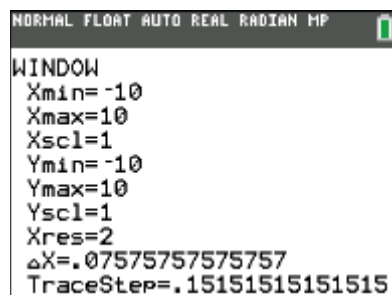 NORMAL FLOAT AUTO REAL RADIAN MP
WINDOW
Xmin=-10
Xmax=10
Xscl=1
Ymin=-10
Ymax=10
Yscl=1
Xres=2
△X=.07575757575757
TraceStep=.15151515151515